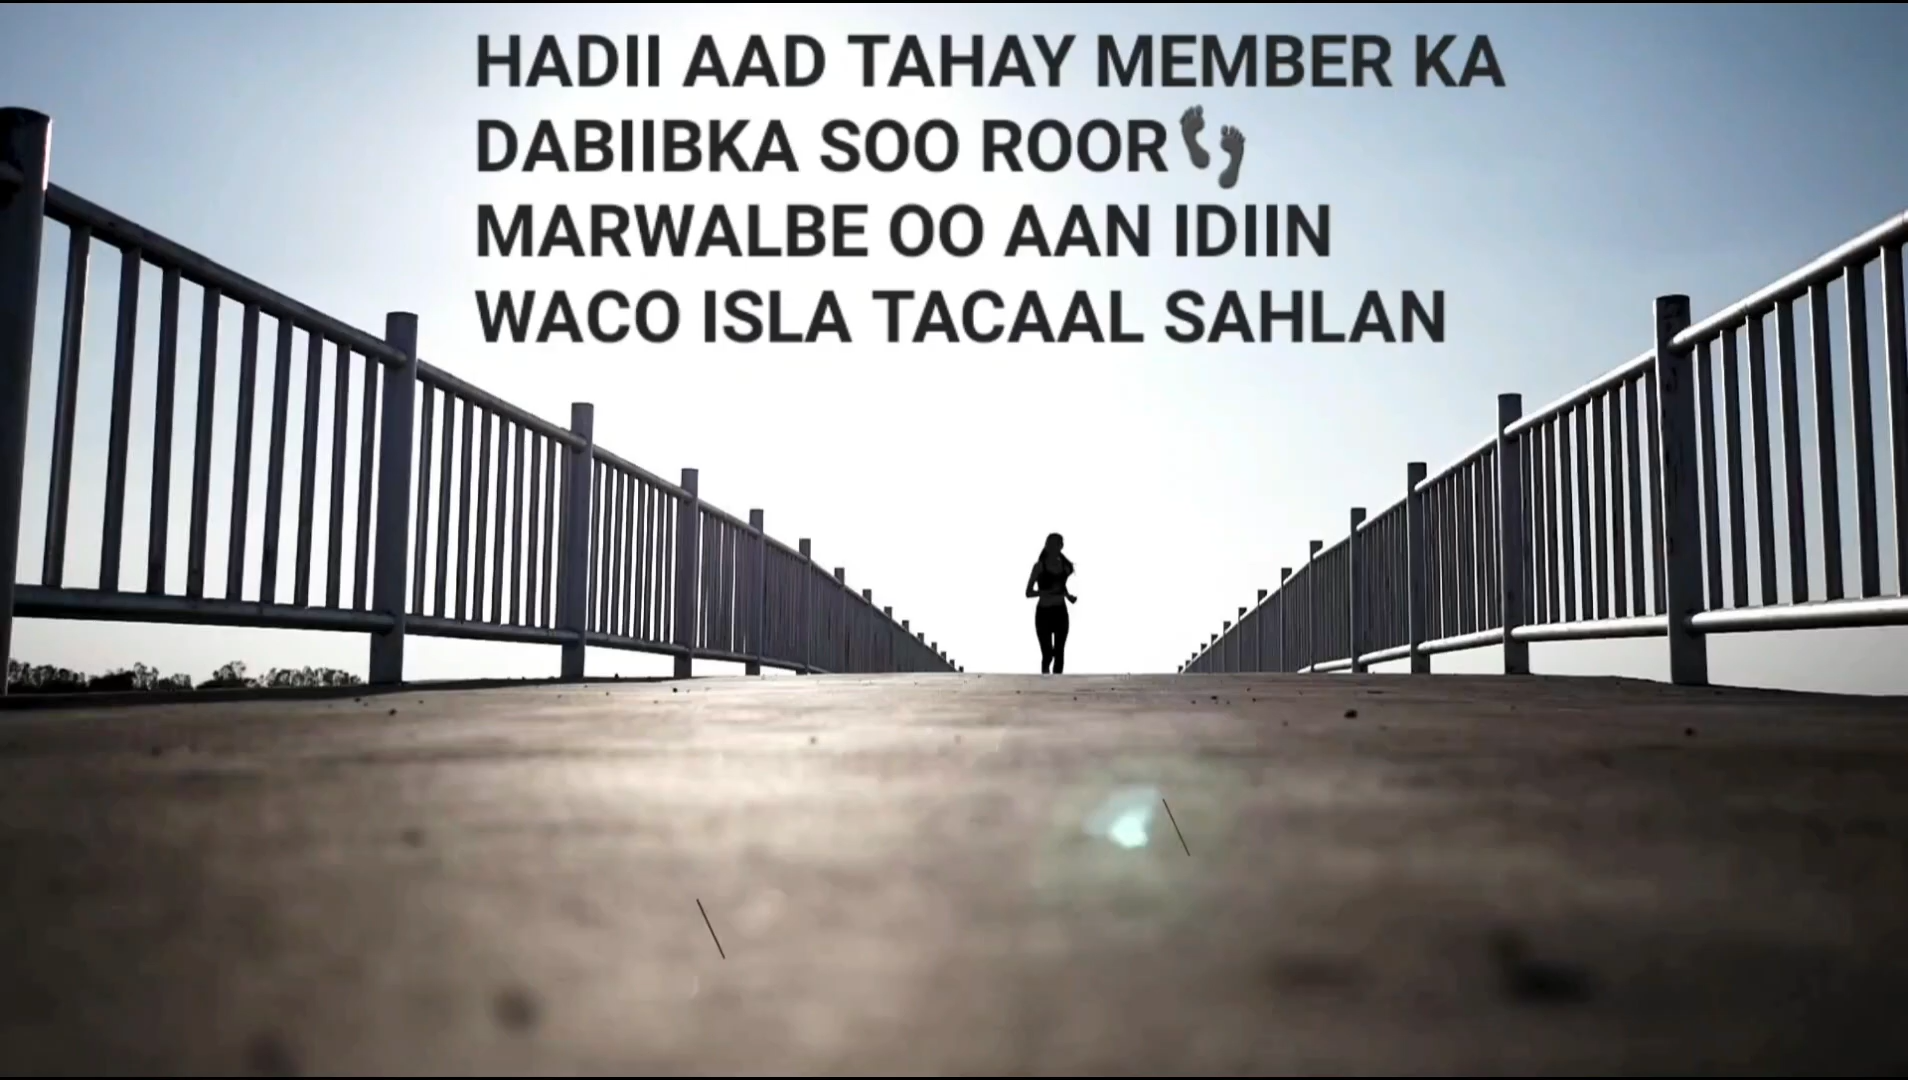 HADII AAD TAHAY MEMBER KA
DABIIBKA SOO ROOR👣
MARWALBE OO AAN IDIIN
WACO ISLA TACAAL SAHLAN